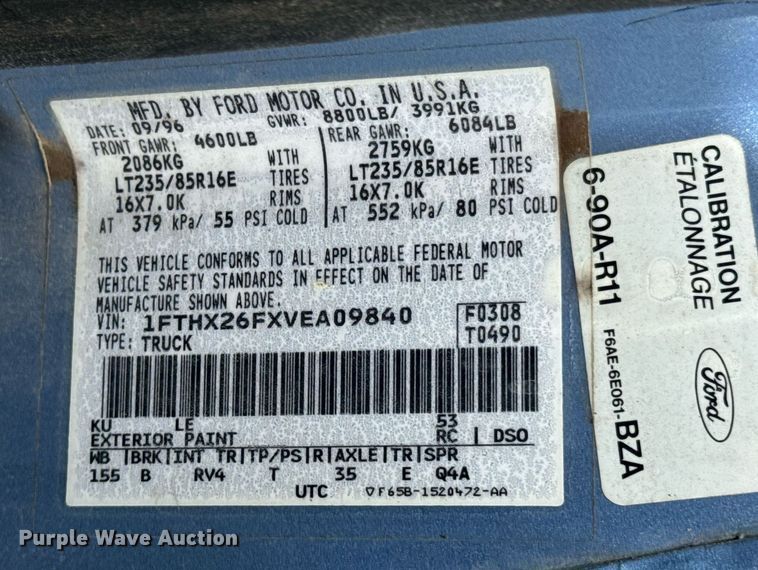 MFD. BY FORD MOTOR CO. IN U.S.A.
DATE: 09/96 GVWR: 8800LB/ 3991KG
FRONT GAWR: 4600LB REAR GAWR: 6084LB
2086KG WITH 2759KG WITH
LT235/85R16E TIRES LT235/85R16E TIRES
16X7.0K RIMS 16X7.0K RIMS
AT 379 kPa/ 55 PSI COLD AT 552 kPa/ 80 PSI COLD
THIS VEHICLE CONFORMS TO ALL APPLICABLE FEDERAL MOTOR
VEHICLE SAFETY STANDARDS IN EFFECT ON THE DATE OF
MANUFACTURE SHOWN ABOVE.
VIN: 1FTHX26FXVEA09840 F0308
TYPE: TRUCK T0490
KU LE 53
EXTERIOR PAINT RC DSO
WB |BRK|INT TR|TP/PS|R|AXLE|TR|SPR
155 B RV4 T 35 E Q4A
UTC ▽F65B-1520472-AA
CALIBRATION
ÉTALONNAGE
6-90A-R11
Ford
F6AE-6E061-BZA
Purple Wave Auction